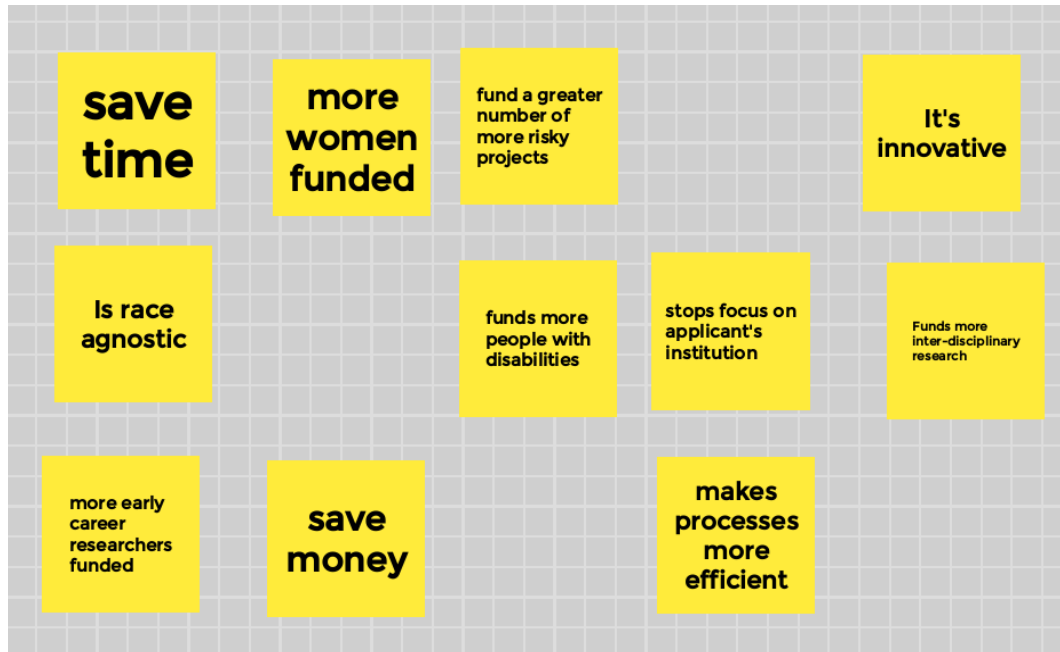 save
time
more
women
funded
fund a greater
number of
more risky
projects
It's
innovative
Is race
agnostic
funds more
people with
disabilities
stops focus on
applicant's
institution
Funds more
inter-disciplinary
research
more early
career
researchers
funded
save
money
makes
processes
more
efficient